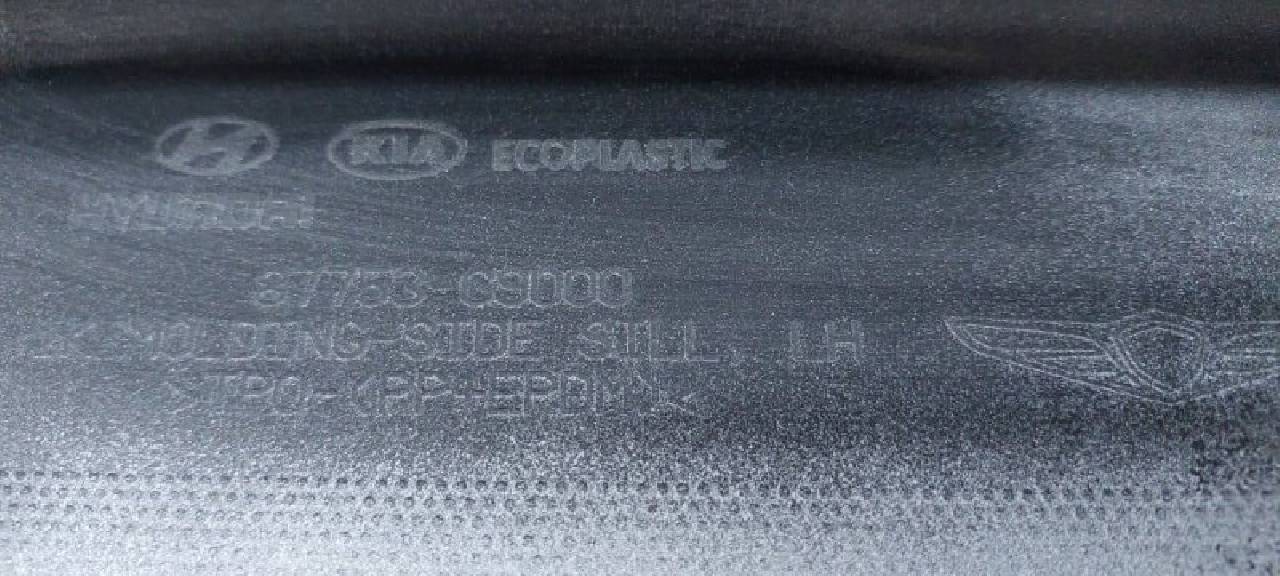 KIA ECOPLASTIC
HYUNDAI
87753-C9000
MOLDING-SIDE SILL, LH
>TPO-(PP+EPDM)<